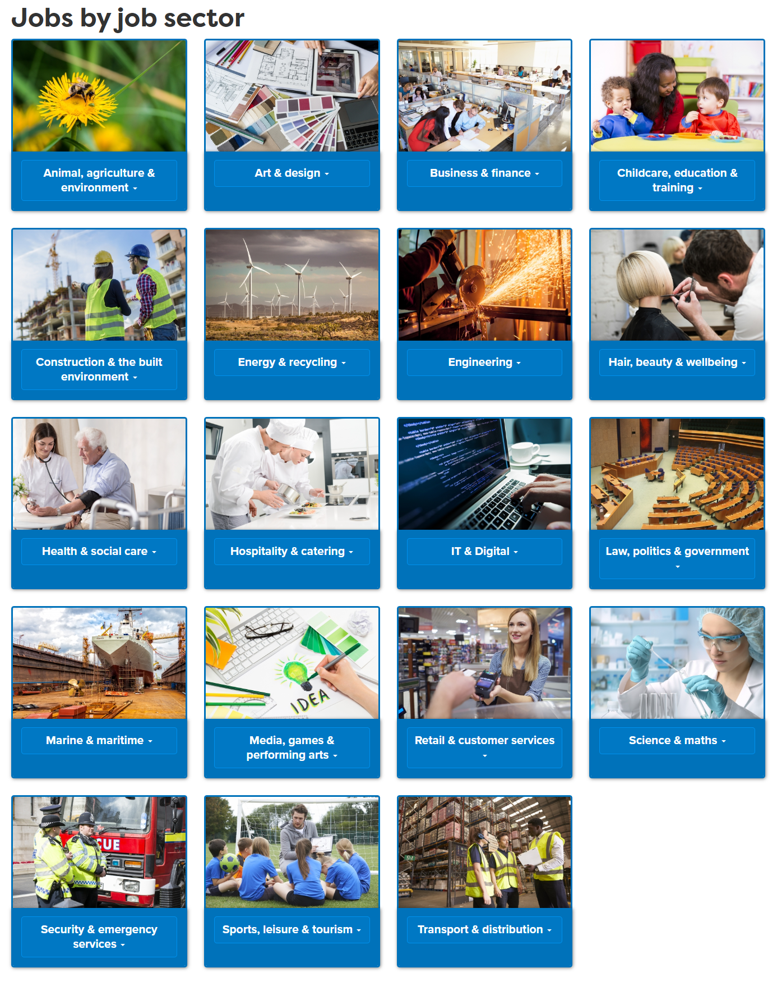 Jobs by job sector
Animal, agriculture &
environment
Art & design
Business & finance
Childcare, education &
training
Construction & the built
environment
Energy & recycling
Engineering
Hair, beauty & wellbeing
Health & social care
Hospitality & catering
IT & Digital
Law, politics & government
IDEA
Marine & maritime
Media, games &
performing arts
Retail & customer services
Science & maths
CUE
Security & emergency
services
Sports, leisure & tourism
Transport & distribution